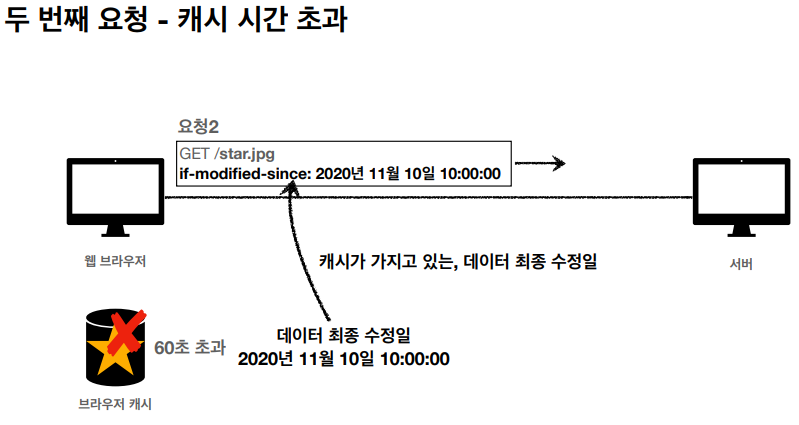 두 번째 요청 - 캐시 시간 초과
요청2
GET /star.jpg
if-modified-since: 2020년 11월 10일 10:00:00
웹 브라우저
캐시가 가지고 있는, 데이터 최종 수정일
서버
60초 초과
데이터 최종 수정일
2020년 11월 10일 10:00:00
브라우저 캐시